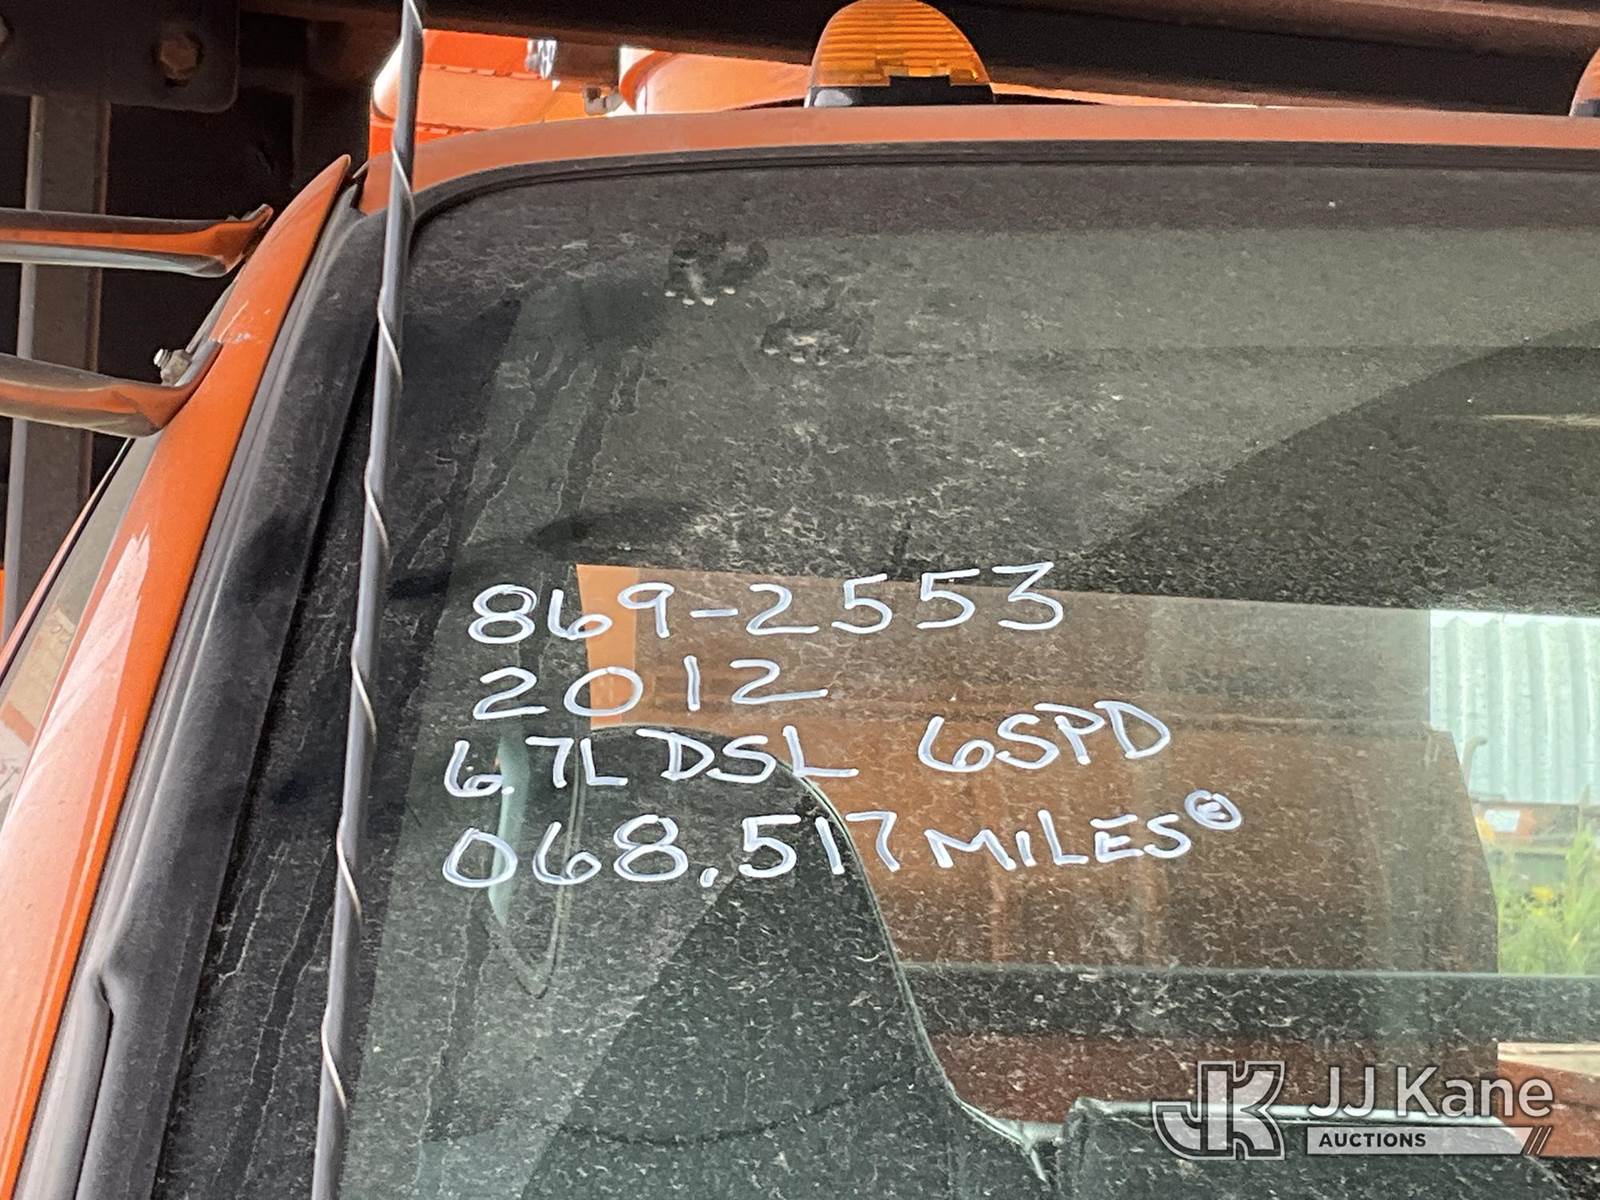 869-2553
2012
6.7L DSL 6SPD
068,517 MILES
JJ Kane
AUCTIONS